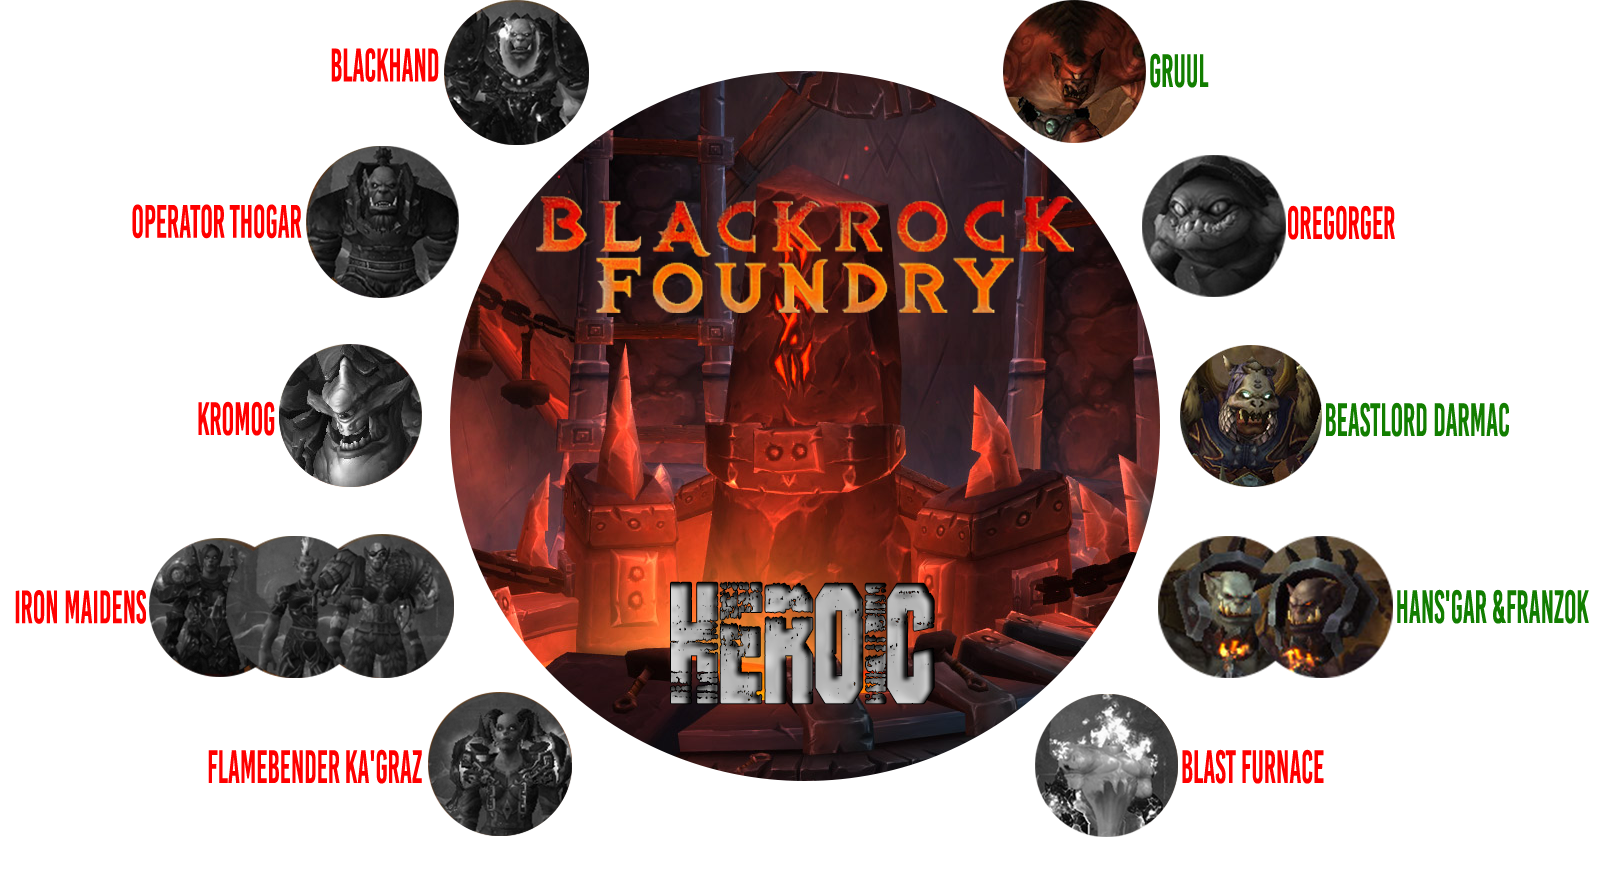 BLACKHAND
GRUUL
OPERATOR THOGAR
OREGORGER
BLACKROCK
FOUNDRY
KROMOG
BEASTLORD DARMAC
IRON MAIDENS
HANS'GAR &FRANZOK
HEROIC
FLAMEBENDER KA'GRAZ
BLAST FURNACE